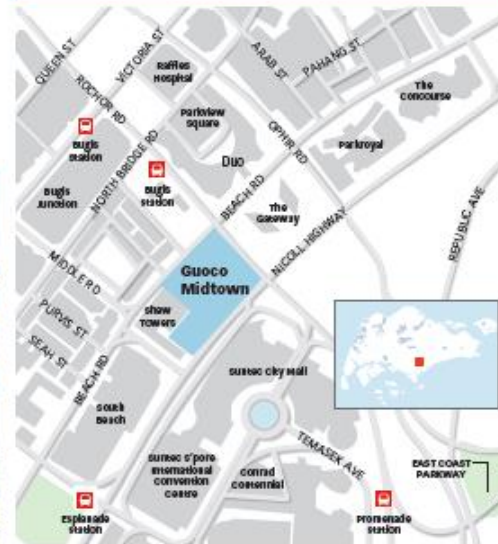 QUEEN ST
ROCHOR RD
VICTORIA ST
Raffles
Hospital
ARAB ST
PAHANG ST
The
Concourse
Bugis
Station
NORTH BRIDGE RD
Parkview
Square
OPHIR RD
Parkroyal
Bugis
Junction
Bugis
Station
Duo
BEACH RD
The
Gateway
NICOLL HIGHWAY
REPUBLIC AVE
MIDDLE RD
Guoco
Midtown
PURVIS ST
Shaw
Towers
SEAH ST
BEACH RD
Suntec City Mall
South
Beach
Suntec S'pore
International
Convention
Centre
Conrad
Centennial
TEMASEK AVE
EAST COAST
PARKWAY
Esplanade
station
Promenade
station